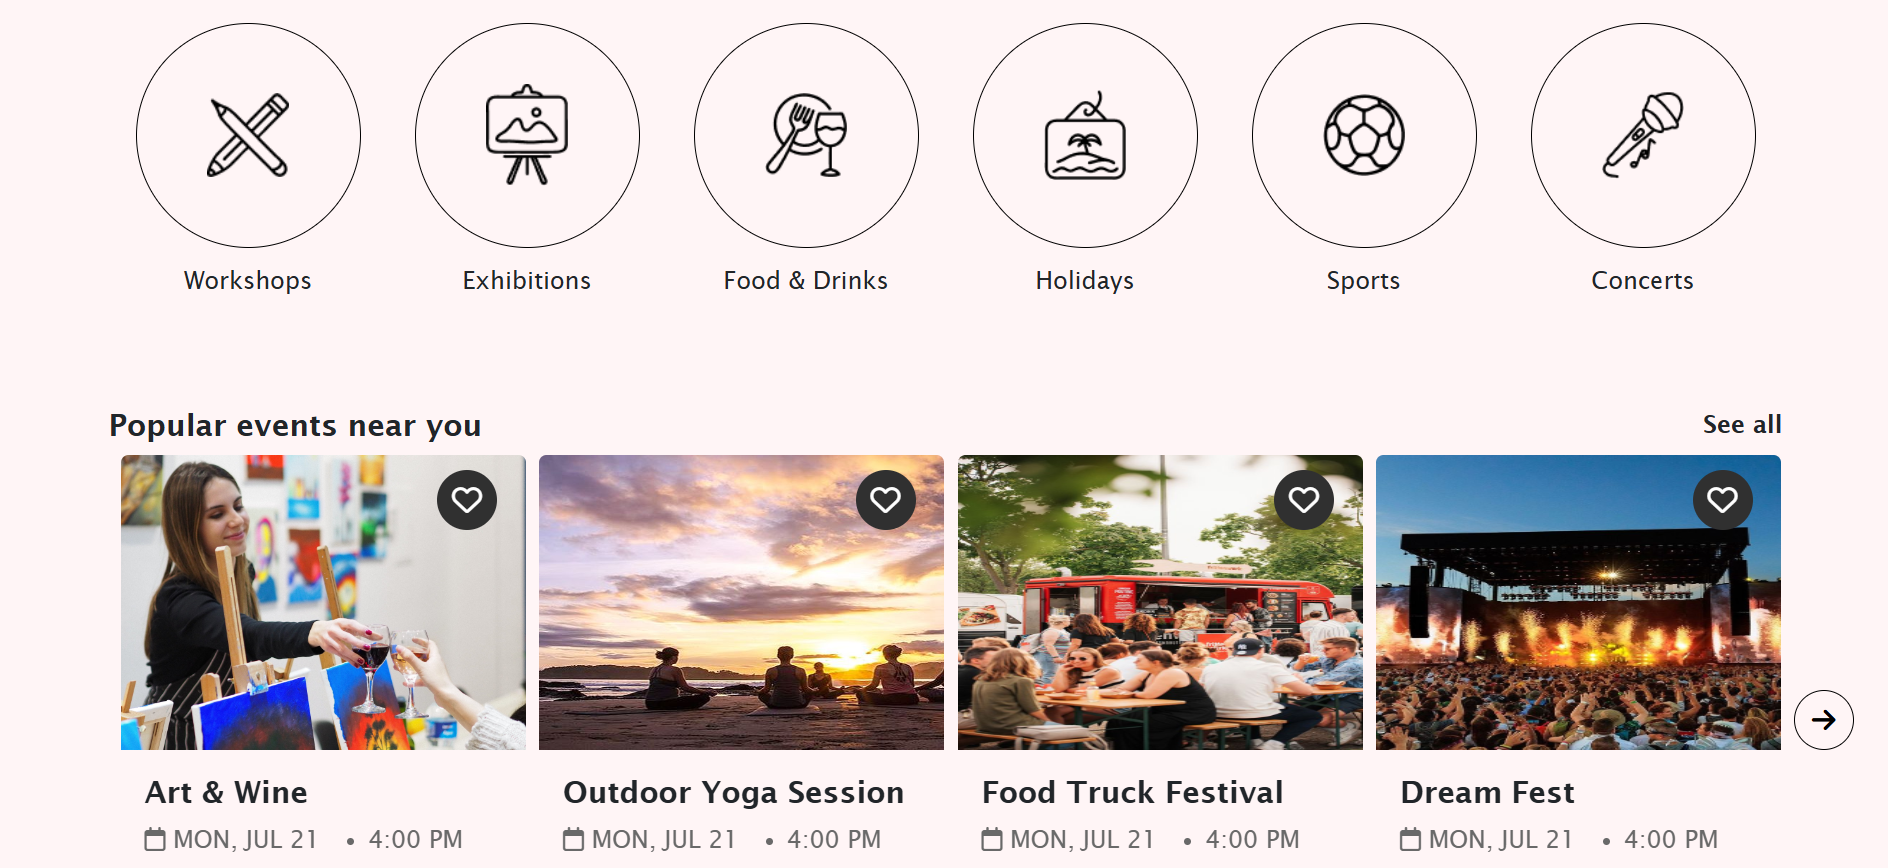 Workshops
Exhibitions
Food & Drinks
Holidays
Sports
Concerts
Popular events near you
See all
Art & Wine
Outdoor Yoga Session
Food Truck Festival
Dream Fest
MON, JUL 21 • 4:00 PM
MON, JUL 21 • 4:00 PM
MON, JUL 21 • 4:00 PM
MON, JUL 21 • 4:00 PM